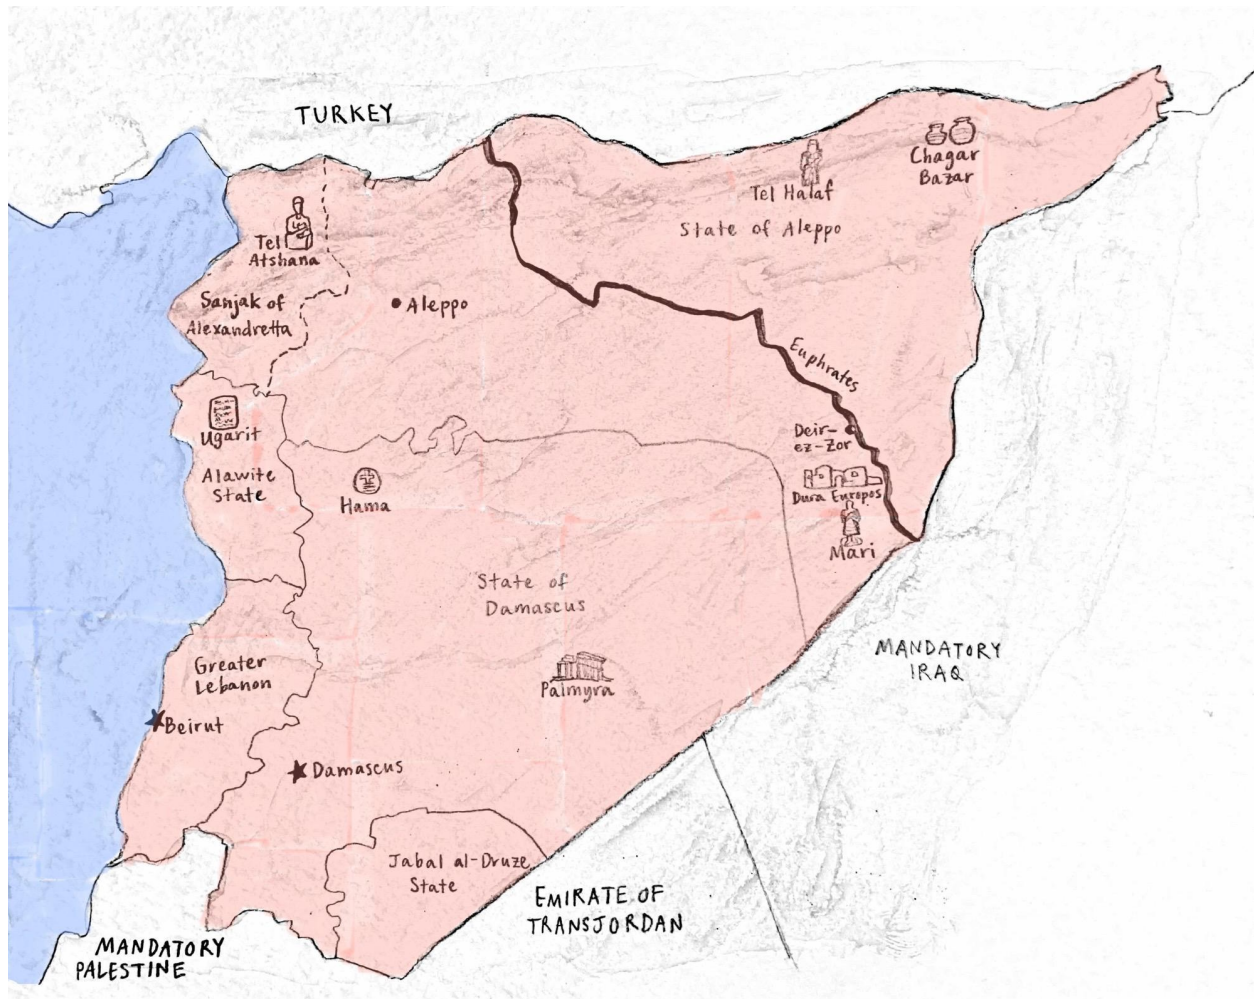 TURKEY
Chagar
Bazar
Tel Halaf
State of Aleppo
Tel
Atshana
Sanjak of
Alexandretta
Aleppo
Euphrates
Ugarit
Deir-
ez-Zor
Alawite
State
Hama
Dura Europos
Mari
State of
Damascus
MANDATORY
IRAQ
Greater
Lebanon
Palmyra
Beirut
Damascus
Jabal al-Druze
State
EMIRATE OF
TRANSJORDAN
MANDATORY
PALESTINE